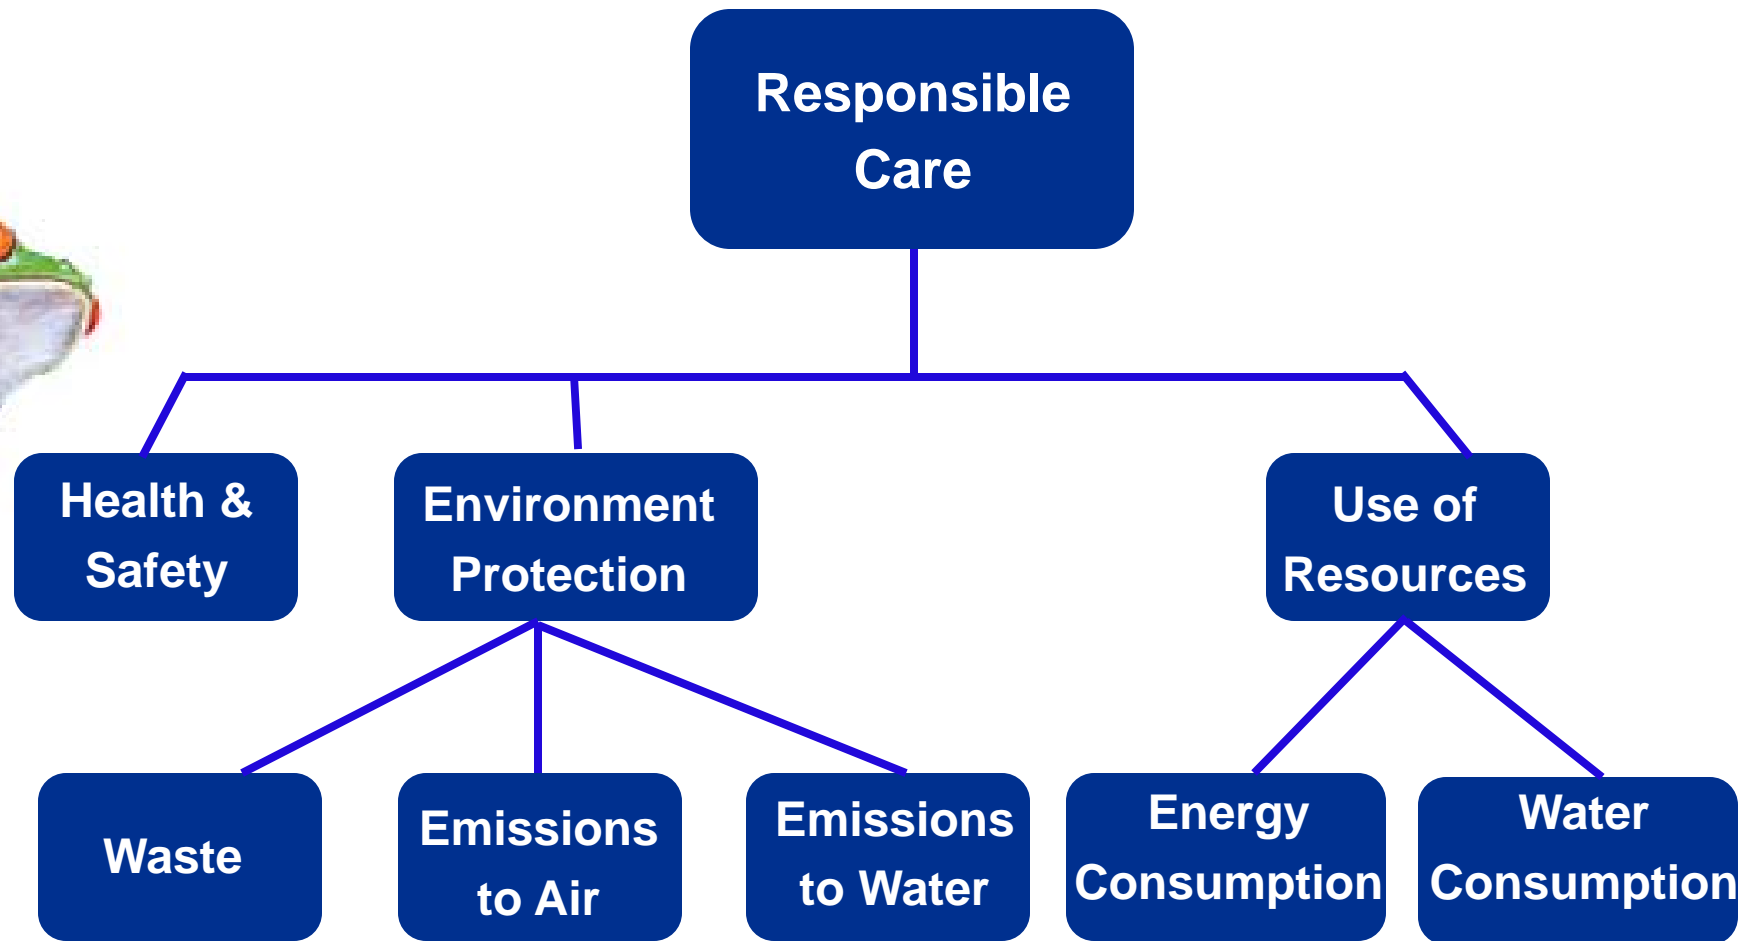 Responsible
Care
Health &
Safety
Environment
Protection
Use of
Resources
Waste
Emissions
to Air
Emissions
to Water
Energy
Consumption
Water
Consumption